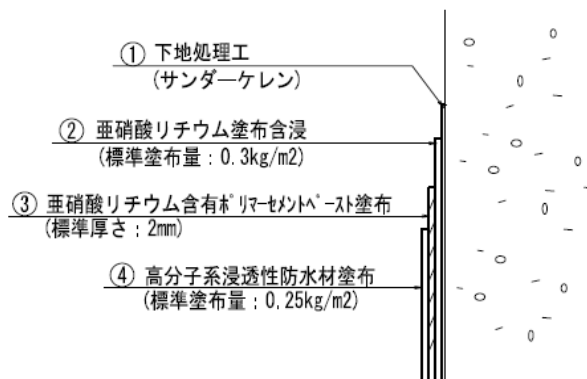 ① 下地処理工
(サンダーケレン)
② 亜硝酸リチウム塗布含浸
(標準塗布量：0.3kg/m2)
③ 亜硝酸リチウム含有ﾎﾟﾘﾏｰｾﾒﾝﾄﾍﾟｰｽﾄ塗布
(標準厚さ：2mm)
④ 高分子系浸透性防水材塗布
(標準塗布量：0.25kg/m2)